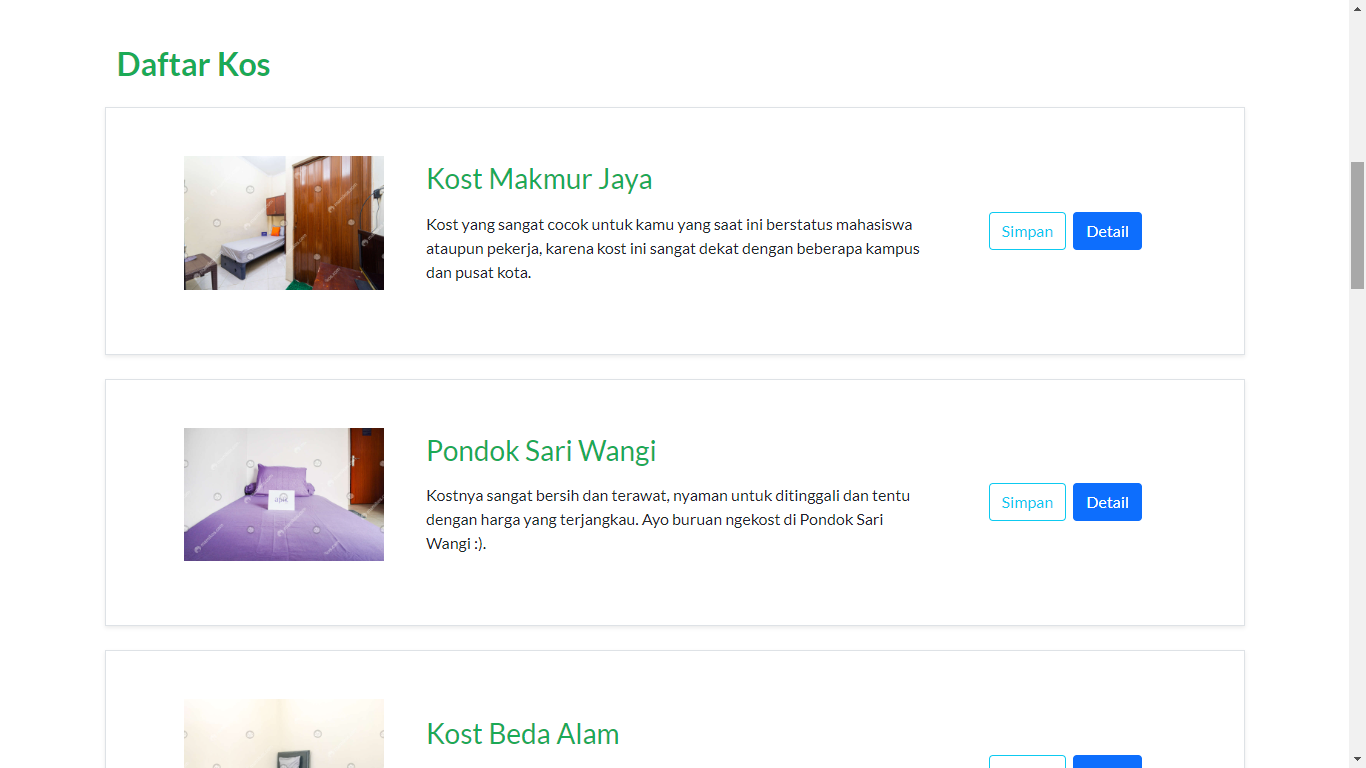 Daftar Kos
Kost Makmur Jaya
Kost yang sangat cocok untuk kamu yang saat ini berstatus mahasiswa
ataupun pekerja, karena kost ini sangat dekat dengan beberapa kampus
dan pusat kota.
Simpan
Detail
Pondok Sari Wangi
Kostnya sangat bersih dan terawat, nyaman untuk ditinggali dan tentu
dengan harga yang terjangkau. Ayo buruan ngekost di Pondok Sari
Wangi :).
Simpan
Detail
Kost Beda Alam